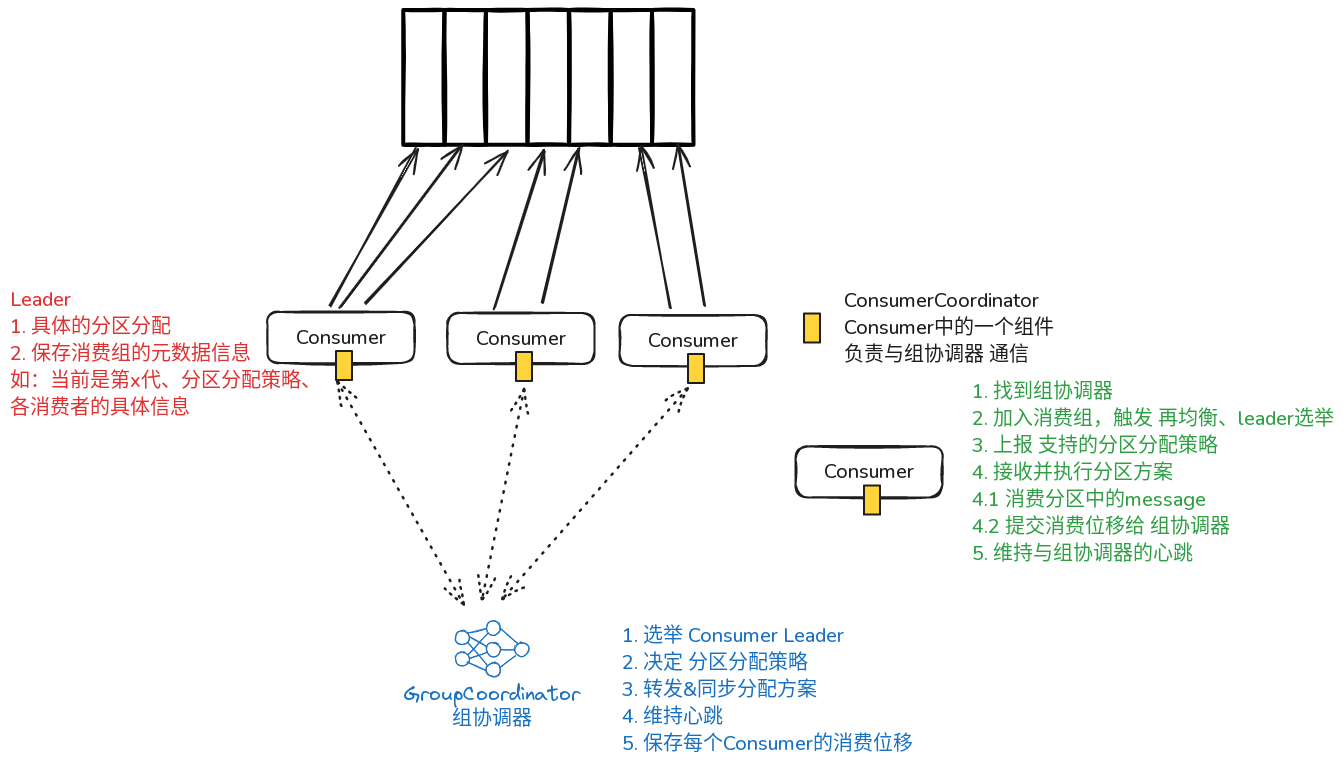 Leader
1. 具体的分区分配
2. 保存消费组的元数据信息
如：当前是第x代、分区分配策略、
各消费者的具体信息
Consumer
Consumer
Consumer
ConsumerCoordinator
Consumer中的一个组件
负责与组协调器 通信
Consumer
1. 找到组协调器
2. 加入消费组，触发 再均衡、leader选举
3. 上报 支持的分区分配策略
4. 接收并执行分区方案
4.1 消费分区中的message
4.2 提交消费位移给 组协调器
5. 维持与组协调器的心跳
GroupCoordinator
组协调器
1. 选举 Consumer Leader
2. 决定 分区分配策略
3. 转发&同步分配方案
4. 维持心跳
5. 保存每个Consumer的消费位移